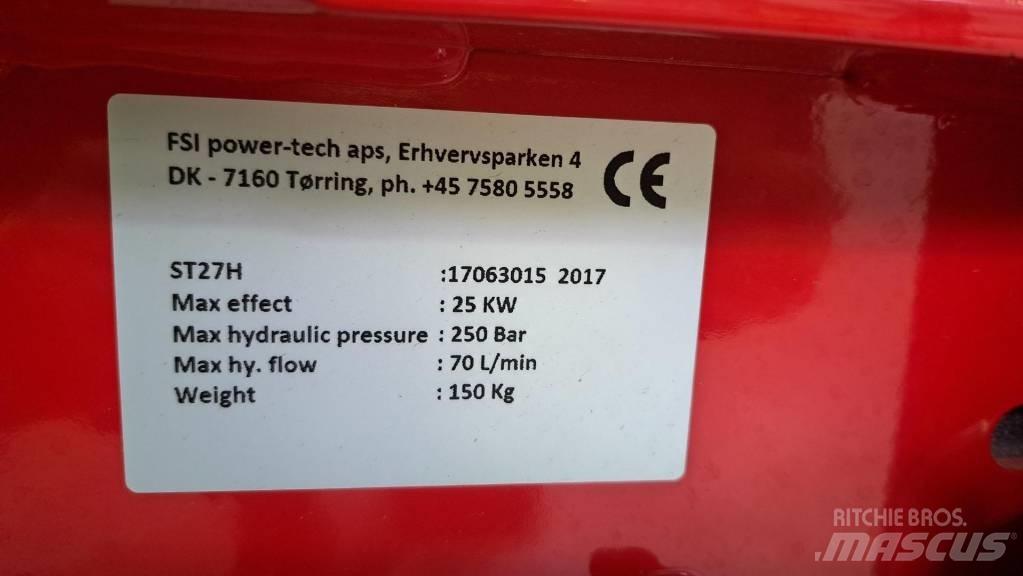 FSI power-tech aps, Erhvervsparken 4
DK - 7160 Tørring, ph. +45 7580 5558
CE
ST27H :17063015 2017
Max effect : 25 KW
Max hydraulic pressure : 250 Bar
Max hy. flow : 70 L/min
Weight : 150 Kg
RITCHIE BROS.
MASCUS